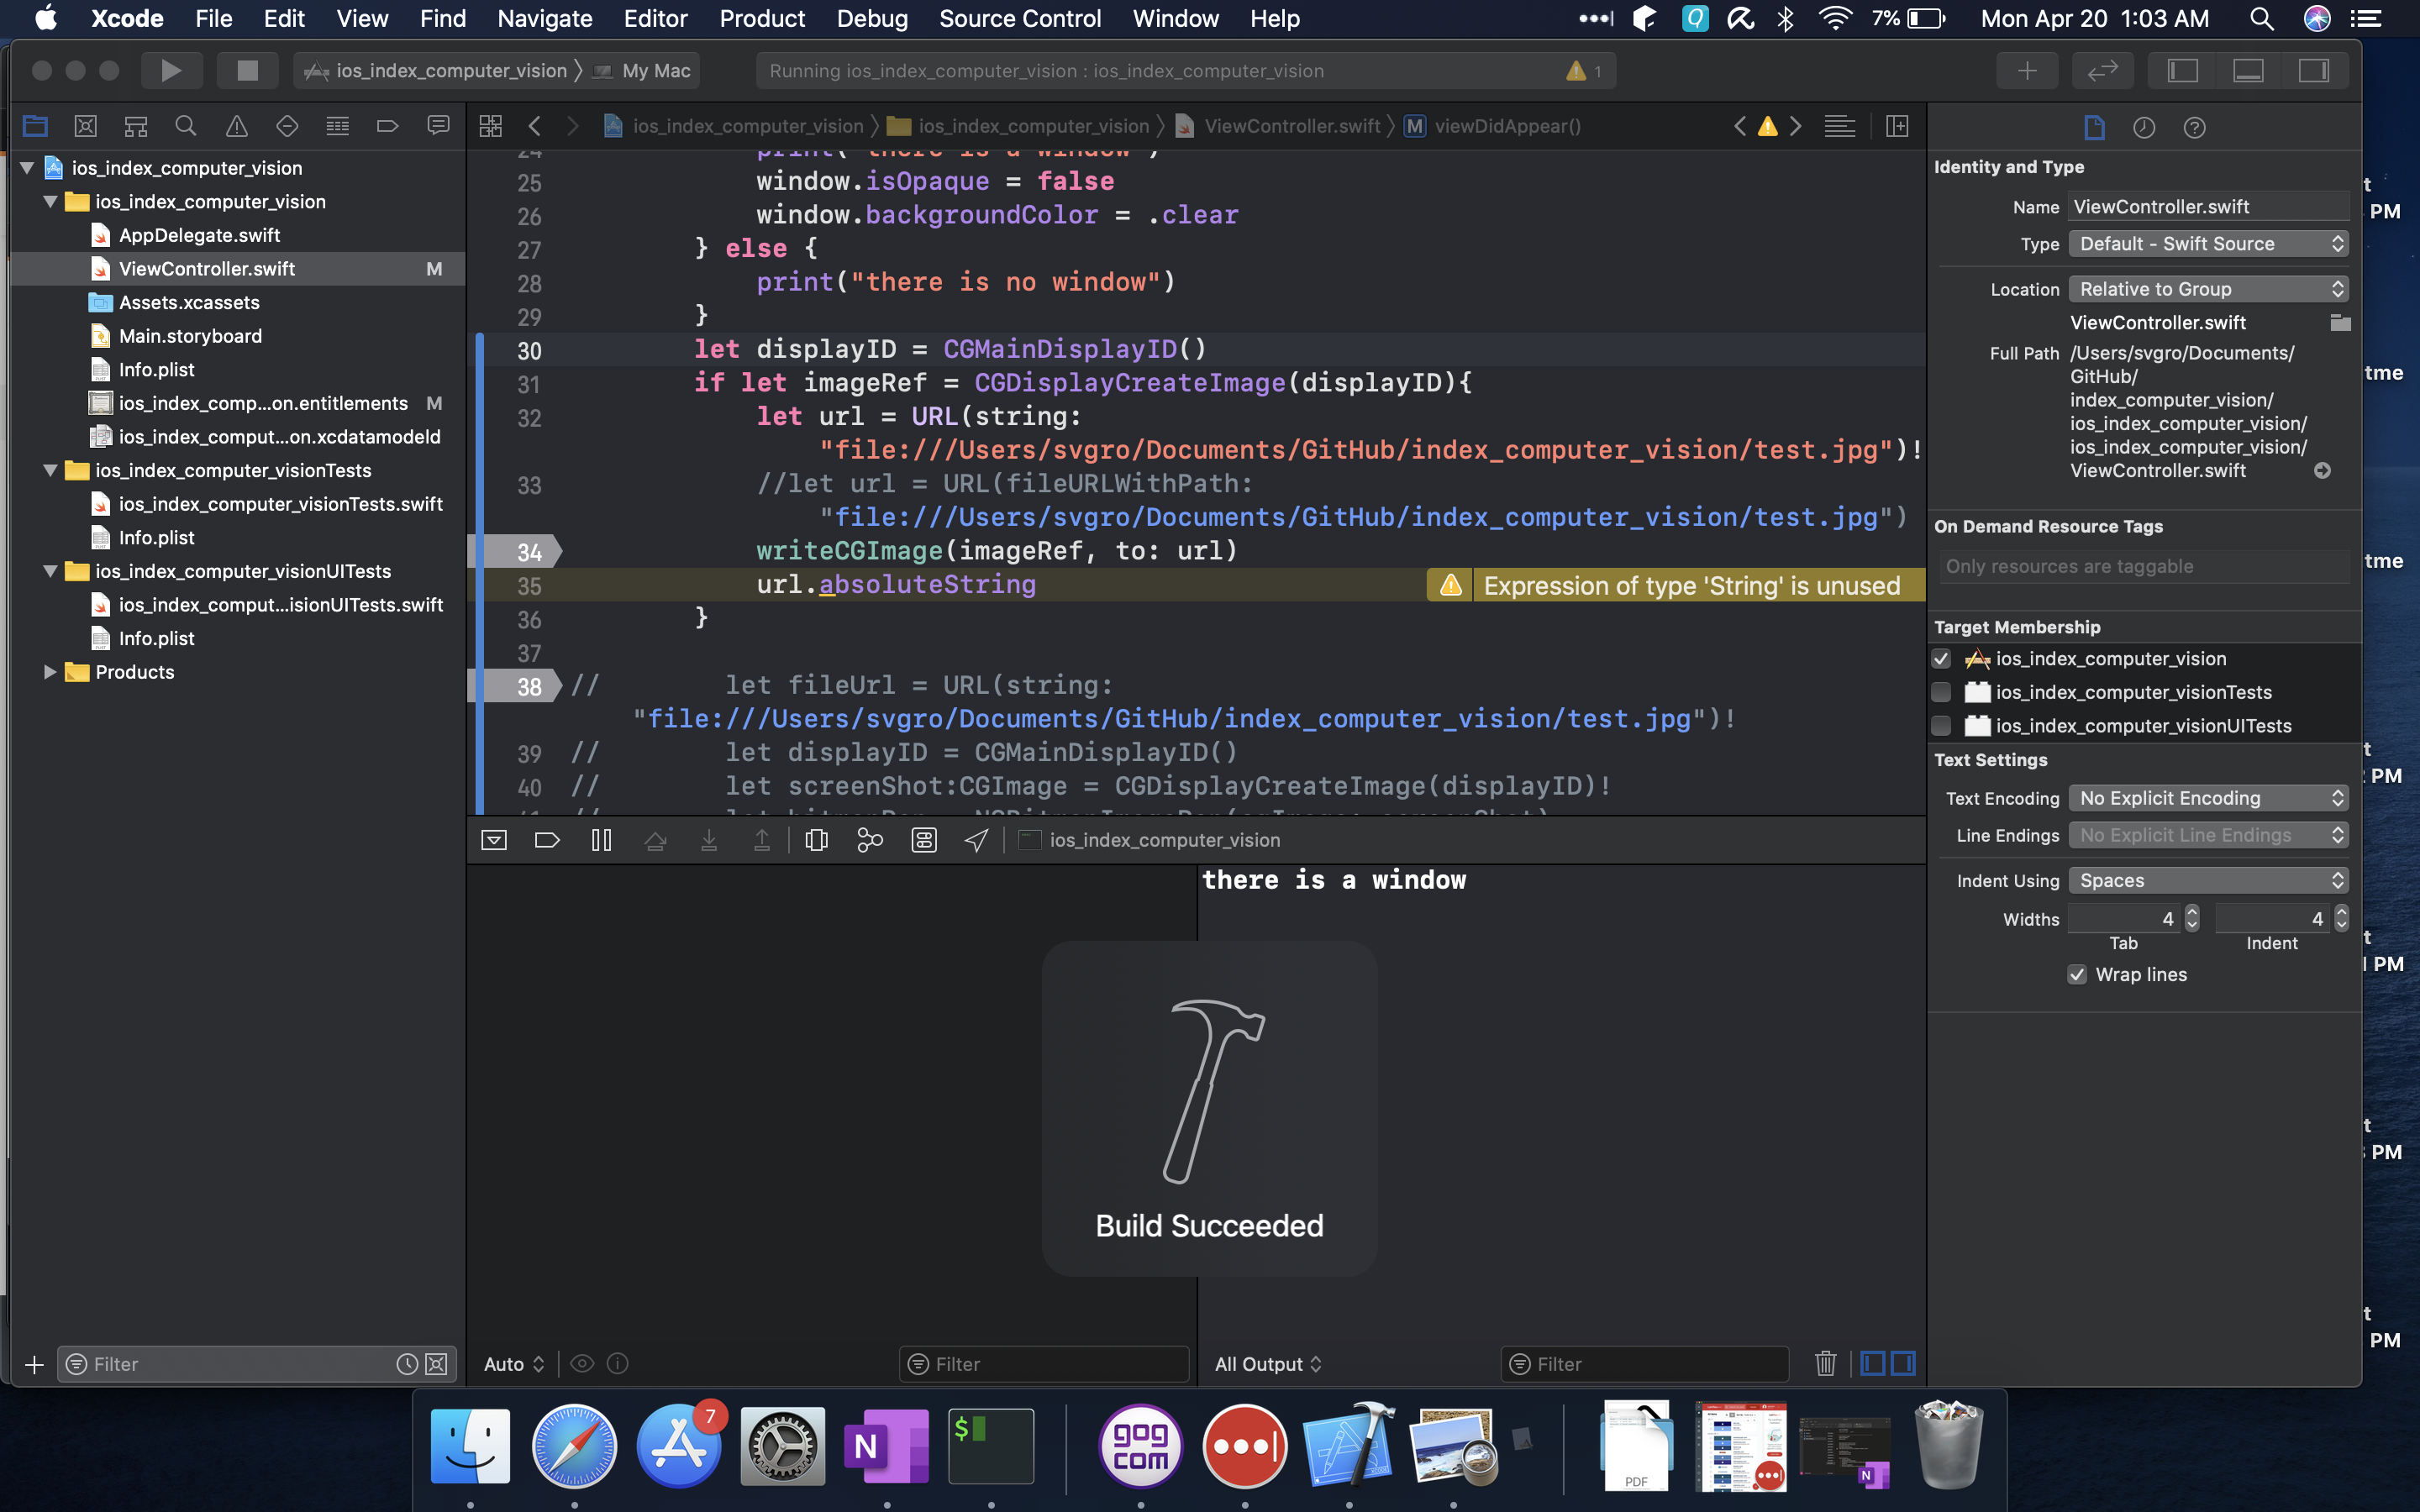 Xcode File Edit View Find Navigate Editor Product Debug Source Control Window Help 7% Mon Apr 20 1:03 AM
ios_index_computer_vision My Mac
Running ios_index_computer_vision : ios_index_computer_vision 1
ios_index_computer_vision ios_index_computer_vision ViewController.swift M viewDidAppear()
ios_index_computer_vision
ios_index_computer_vision
AppDelegate.swift
ViewController.swift M
Assets.xcassets
Main.storyboard
Info.plist
ios_index_comp...on.entitlements M
ios_index_comput...on.xcdatamodeld
ios_index_computer_visionTests
ios_index_computer_visionTests.swift
Info.plist
ios_index_computer_visionUITests
ios_index_comput...isionUITests.swift
Info.plist
Products
Filter
24 print("there is a window")
25 window.isOpaque = false
26 window.backgroundColor = .clear
27 } else {
28 print("there is no window")
29 }
30 let displayID = CGMainDisplayID()
31 if let imageRef = CGDisplayCreateImage(displayID){
32 let url = URL(string:
"file:///Users/svgro/Documents/GitHub/index_computer_vision/test.jpg")!
33 //let url = URL(fileURLWithPath:
"file:///Users/svgro/Documents/GitHub/index_computer_vision/test.jpg")
34 writeCGImage(imageRef, to: url)
35 url.absoluteString Expression of type 'String' is unused
36 }
37
38 // let fileUrl = URL(string:
"file:///Users/svgro/Documents/GitHub/index_computer_vision/test.jpg")!
39 // let displayID = CGMainDisplayID()
40 // let screenShot:CGImage = CGDisplayCreateImage(displayID)!
ios_index_computer_vision
there is a window
Build Succeeded
Auto Filter All Output Filter
Identity and Type
Name ViewController.swift
Type Default - Swift Source
Location Relative to Group
ViewController.swift
Full Path /Users/svgro/Documents/
GitHub/
index_computer_vision/
ios_index_computer_vision/
ios_index_computer_vision/
ViewController.swift
On Demand Resource Tags
Only resources are taggable
Target Membership
ios_index_computer_vision
ios_index_computer_visionTests
ios_index_computer_visionUITests
Text Settings
Text Encoding No Explicit Encoding
Line Endings No Explicit Line Endings
Indent Using Spaces
Widths 4 4
Tab Indent
Wrap lines
PM
tme
tme
PM
PM
PM
PM
7
N
$
gog
com
PDF
N